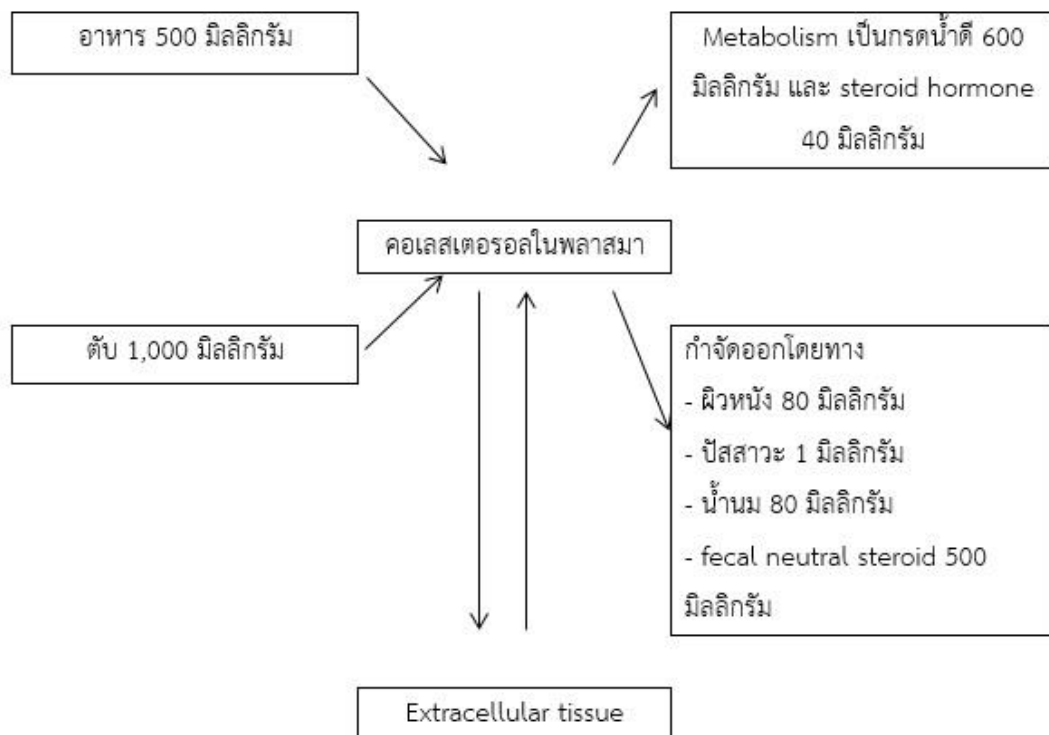 อาหาร 500 มิลลิกรัม
Metabolism เป็นกรดน้ำดี 600
มิลลิกรัม และ steroid hormone
40 มิลลิกรัม
คอเลสเตอรอลในพลาสมา
ตับ 1,000 มิลลิกรัม
กำจัดออกโดยทาง
- ผิวหนัง 80 มิลลิกรัม
- ปัสสาวะ 1 มิลลิกรัม
- น้ำนม 80 มิลลิกรัม
- fecal neutral steroid 500
มิลลิกรัม
Extracellular tissue